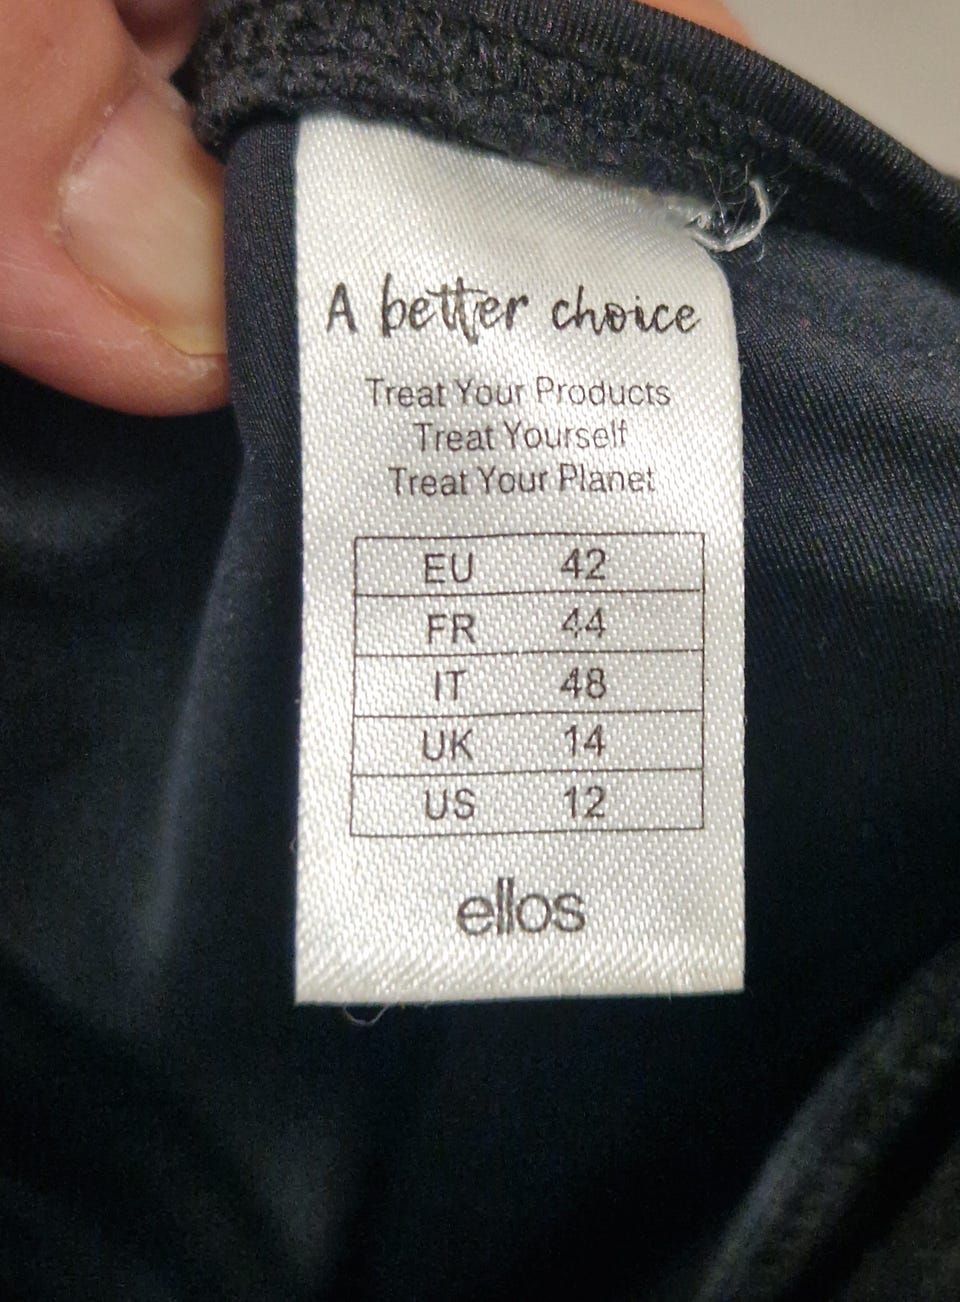 A better choice
Treat Your Products
Treat Yourself
Treat Your Planet
EU 42
FR 44
IT 48
UK 14
US 12
ellos